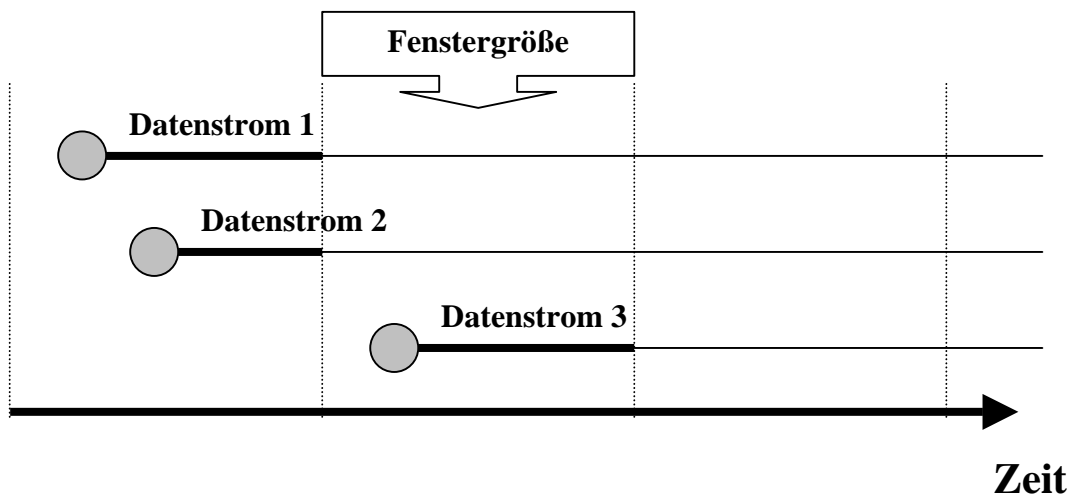 Fenstergröße
Datenstrom 1
Datenstrom 2
Datenstrom 3
Zeit